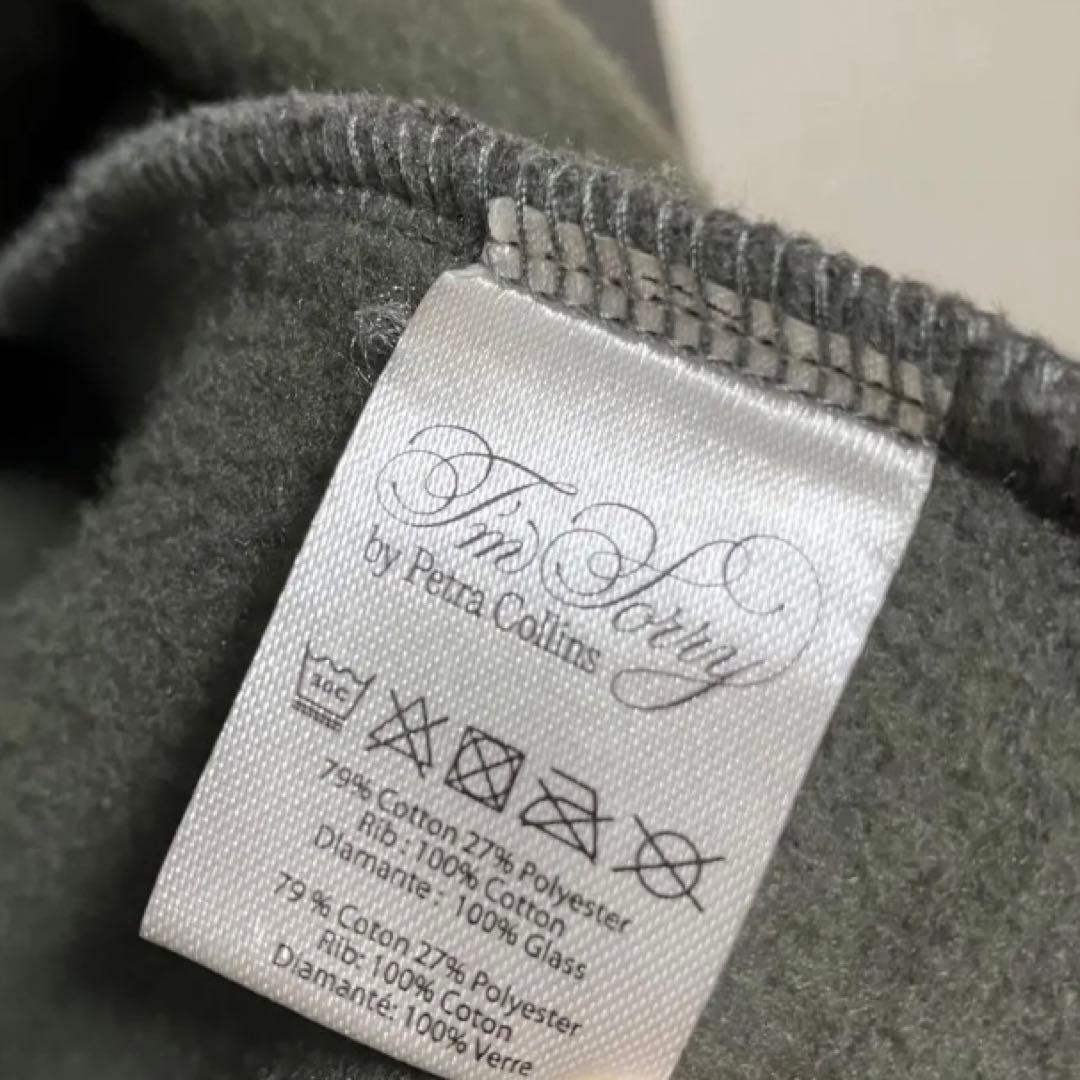 I'm Sorry
by Petra Collins
30C
79% Cotton 27% Polyester
Rib : 100% Cotton
Diamante : 100% Glass
79 % Coton 27% Polyester
Rib: 100% Coton
Diamanté: 100% Verre